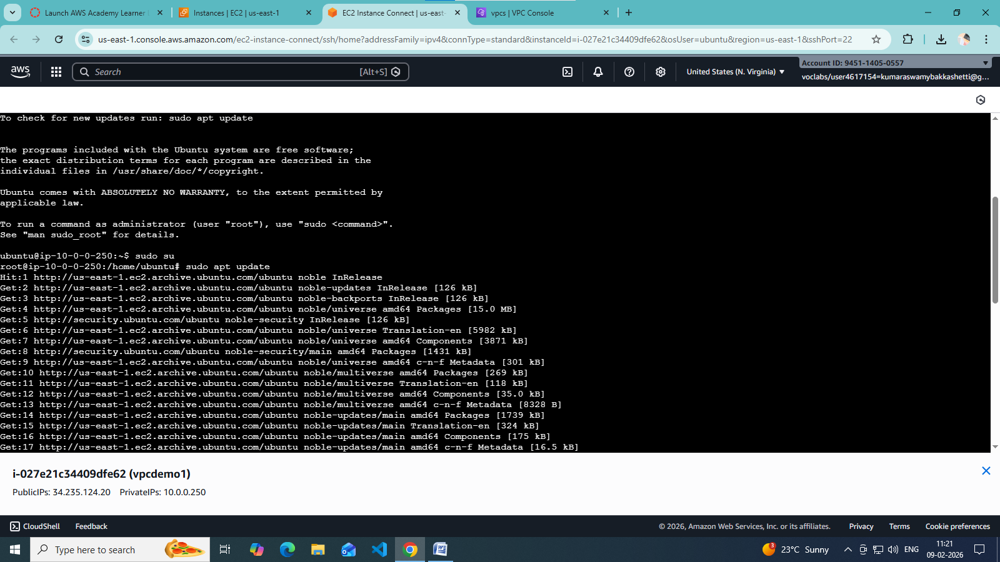 Launch AWS Academy Learner L
Instances | EC2 | us-east-1
EC2 Instance Connect | us-east-
vpcs | VPC Console
us-east-1.console.aws.amazon.com/ec2-instance-connect/ssh/home?addressFamily=ipv4&connType=standard&instanceId=i-027e21c34409dfe62&osUser=ubuntu&region=us-east-1&sshPort=22
aws
Search
[Alt+S]
United States (N. Virginia)
Account ID: 9451-1405-0557
voclabs/user4617154=kumaraswamybakkashetti@g...
To check for new updates run: sudo apt update
The programs included with the Ubuntu system are free software;
the exact distribution terms for each program are described in the
individual files in /usr/share/doc/*/copyright.
Ubuntu comes with ABSOLUTELY NO WARRANTY, to the extent permitted by
applicable law.
To run a command as administrator (user "root"), use "sudo <command>".
See "man sudo_root" for details.
ubuntu@ip-10-0-0-250:~$ sudo su
root@ip-10-0-0-250:/home/ubuntu# sudo apt update
Hit:1 http://us-east-1.ec2.archive.ubuntu.com/ubuntu noble InRelease
Get:2 http://us-east-1.ec2.archive.ubuntu.com/ubuntu noble-updates InRelease [126 kB]
Get:3 http://us-east-1.ec2.archive.ubuntu.com/ubuntu noble-backports InRelease [126 kB]
Get:4 http://us-east-1.ec2.archive.ubuntu.com/ubuntu noble/universe amd64 Packages [15.0 MB]
Get:5 http://security.ubuntu.com/ubuntu noble-security InRelease [126 kB]
Get:6 http://us-east-1.ec2.archive.ubuntu.com/ubuntu noble/universe Translation-en [5982 kB]
Get:7 http://us-east-1.ec2.archive.ubuntu.com/ubuntu noble/universe amd64 Components [3871 kB]
Get:8 http://security.ubuntu.com/ubuntu noble-security/main amd64 Packages [1431 kB]
Get:9 http://us-east-1.ec2.archive.ubuntu.com/ubuntu noble/universe amd64 c-n-f Metadata [301 kB]
Get:10 http://us-east-1.ec2.archive.ubuntu.com/ubuntu noble/multiverse amd64 Packages [269 kB]
Get:11 http://us-east-1.ec2.archive.ubuntu.com/ubuntu noble/multiverse Translation-en [118 kB]
Get:12 http://us-east-1.ec2.archive.ubuntu.com/ubuntu noble/multiverse amd64 Components [35.0 kB]
Get:13 http://us-east-1.ec2.archive.ubuntu.com/ubuntu noble/multiverse amd64 c-n-f Metadata [8328 B]
Get:14 http://us-east-1.ec2.archive.ubuntu.com/ubuntu noble-updates/main amd64 Packages [1739 kB]
Get:15 http://us-east-1.ec2.archive.ubuntu.com/ubuntu noble-updates/main Translation-en [324 kB]
Get:16 http://us-east-1.ec2.archive.ubuntu.com/ubuntu noble-updates/main amd64 Components [175 kB]
Get:17 http://us-east-1.ec2.archive.ubuntu.com/ubuntu noble-updates/main amd64 c-n-f Metadata [16.5 kB]
i-027e21c34409dfe62 (vpcdemo1)
PublicIPs: 34.235.124.20 PrivateIPs: 10.0.0.250
CloudShell
Feedback
© 2026, Amazon Web Services, Inc. or its affiliates.
Privacy
Terms
Cookie preferences
Type here to search
3
23°C Sunny
ENG
11:21
09-02-2026